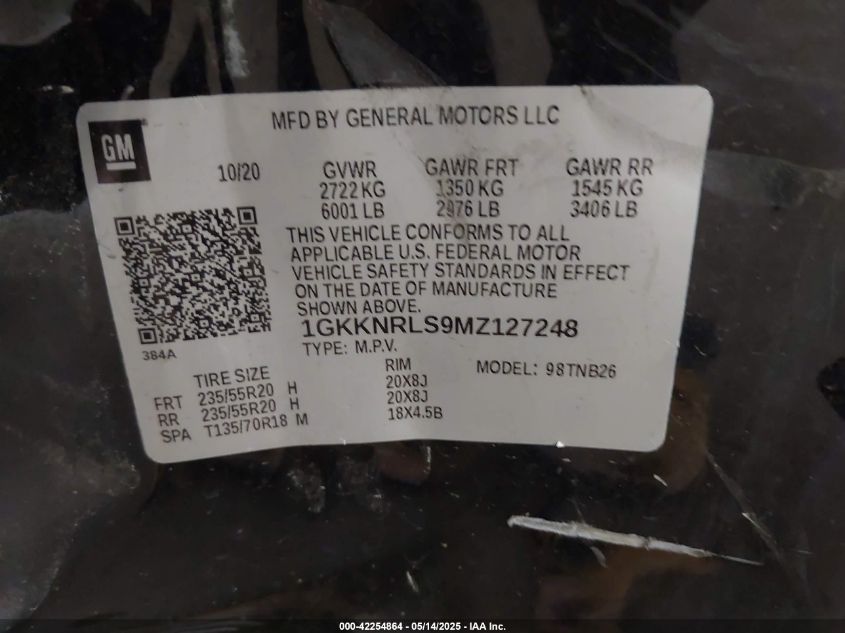 GM
MFD BY GENERAL MOTORS LLC
10/20 GVWR GAWR FRT GAWR RR
2722 KG 1350 KG 1545 KG
6001 LB 2976 LB 3406 LB
THIS VEHICLE CONFORMS TO ALL
APPLICABLE U.S. FEDERAL MOTOR
VEHICLE SAFETY STANDARDS IN EFFECT
ON THE DATE OF MANUFACTURE
SHOWN ABOVE.
1GKKNRLS9MZ127248
384A
TYPE: M.P.V.
TIRE SIZE RIM MODEL: 98TNB26
FRT 235/55R20 H 20X8J
RR 235/55R20 H 20X8J
SPA T135/70R18 M 18X4.5B
000-42254864 - 05/14/2025 - IAA Inc.